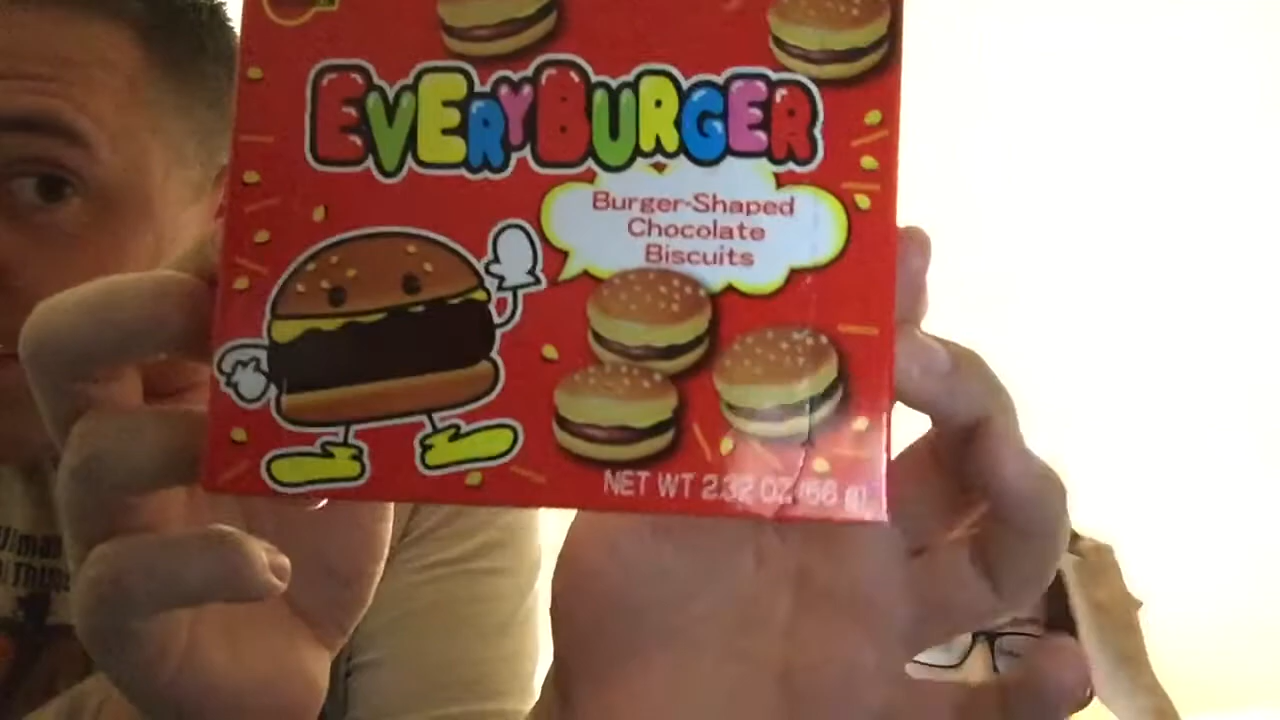 EVERYBURGER
Burger-Shaped
Chocolate
Biscuits
NET WT 2.32 OZ (66 g)